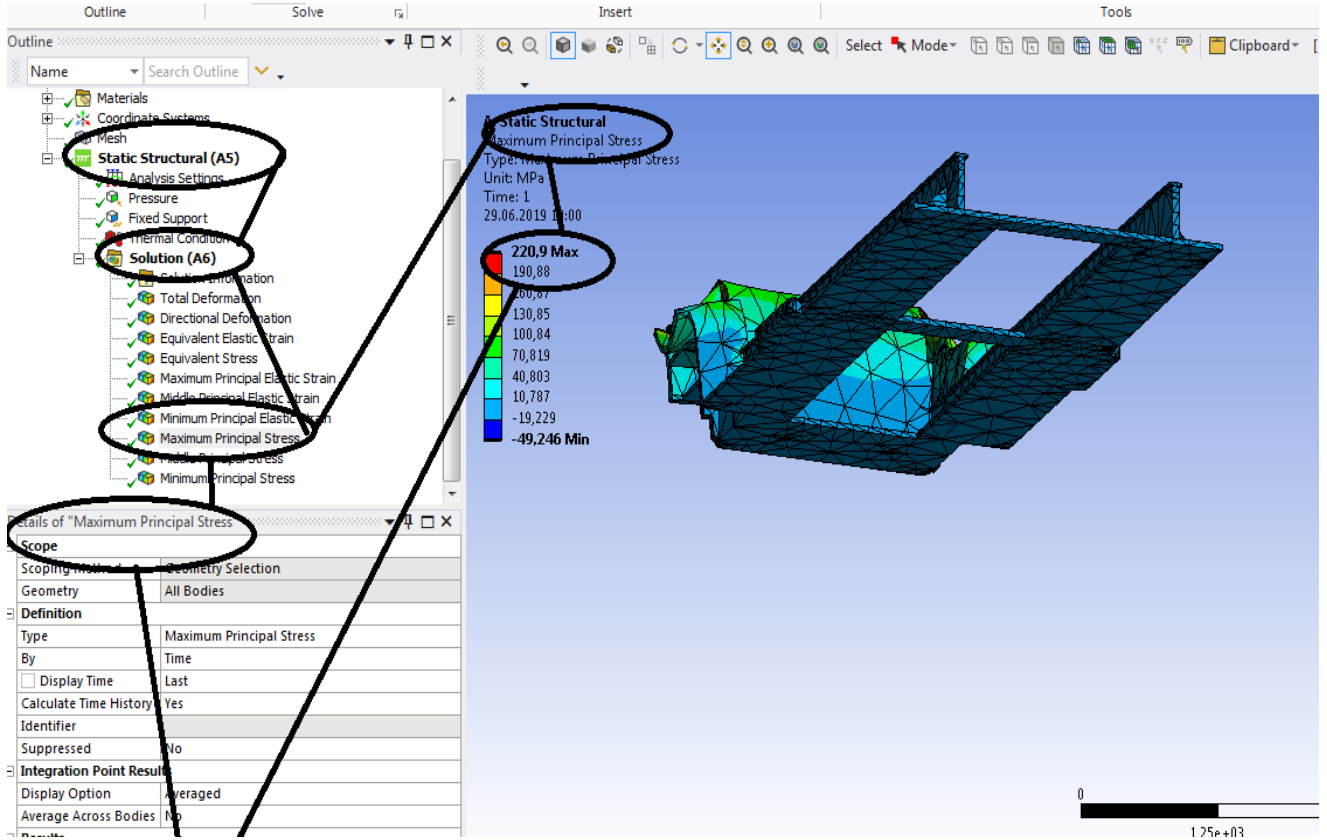 Outline Solve Insert Tools
Outline
Name Search Outline
Select Mode Clipboard
Materials
Coordinate Systems
Mesh
Static Structural (A5)
Analysis Settings
Pressure
Fixed Support
Thermal Condition
Solution (A6)
Solution Information
Total Deformation
Directional Deformation
Equivalent Elastic Strain
Equivalent Stress
Maximum Principal Elastic Strain
Middle Principal Elastic Strain
Minimum Principal Elastic Strain
Maximum Principal Stress
Middle Principal Stress
Minimum Principal Stress
Details of "Maximum Principal Stress
Scope
Scoping Method Geometry Selection
Geometry All Bodies
Definition
Type Maximum Principal Stress
By Time
Display Time Last
Calculate Time History Yes
Identifier
Suppressed No
Integration Point Results
Display Option Averaged
Average Across Bodies No
Results
A: Static Structural
Maximum Principal Stress
Type: Maximum Principal Stress
Unit: MPa
Time: 1
29.06.2019
220,9 Max
190,88
160,87
130,85
100,84
70,819
40,803
10,787
-19,229
-49,246 Min
0
1,25e+03